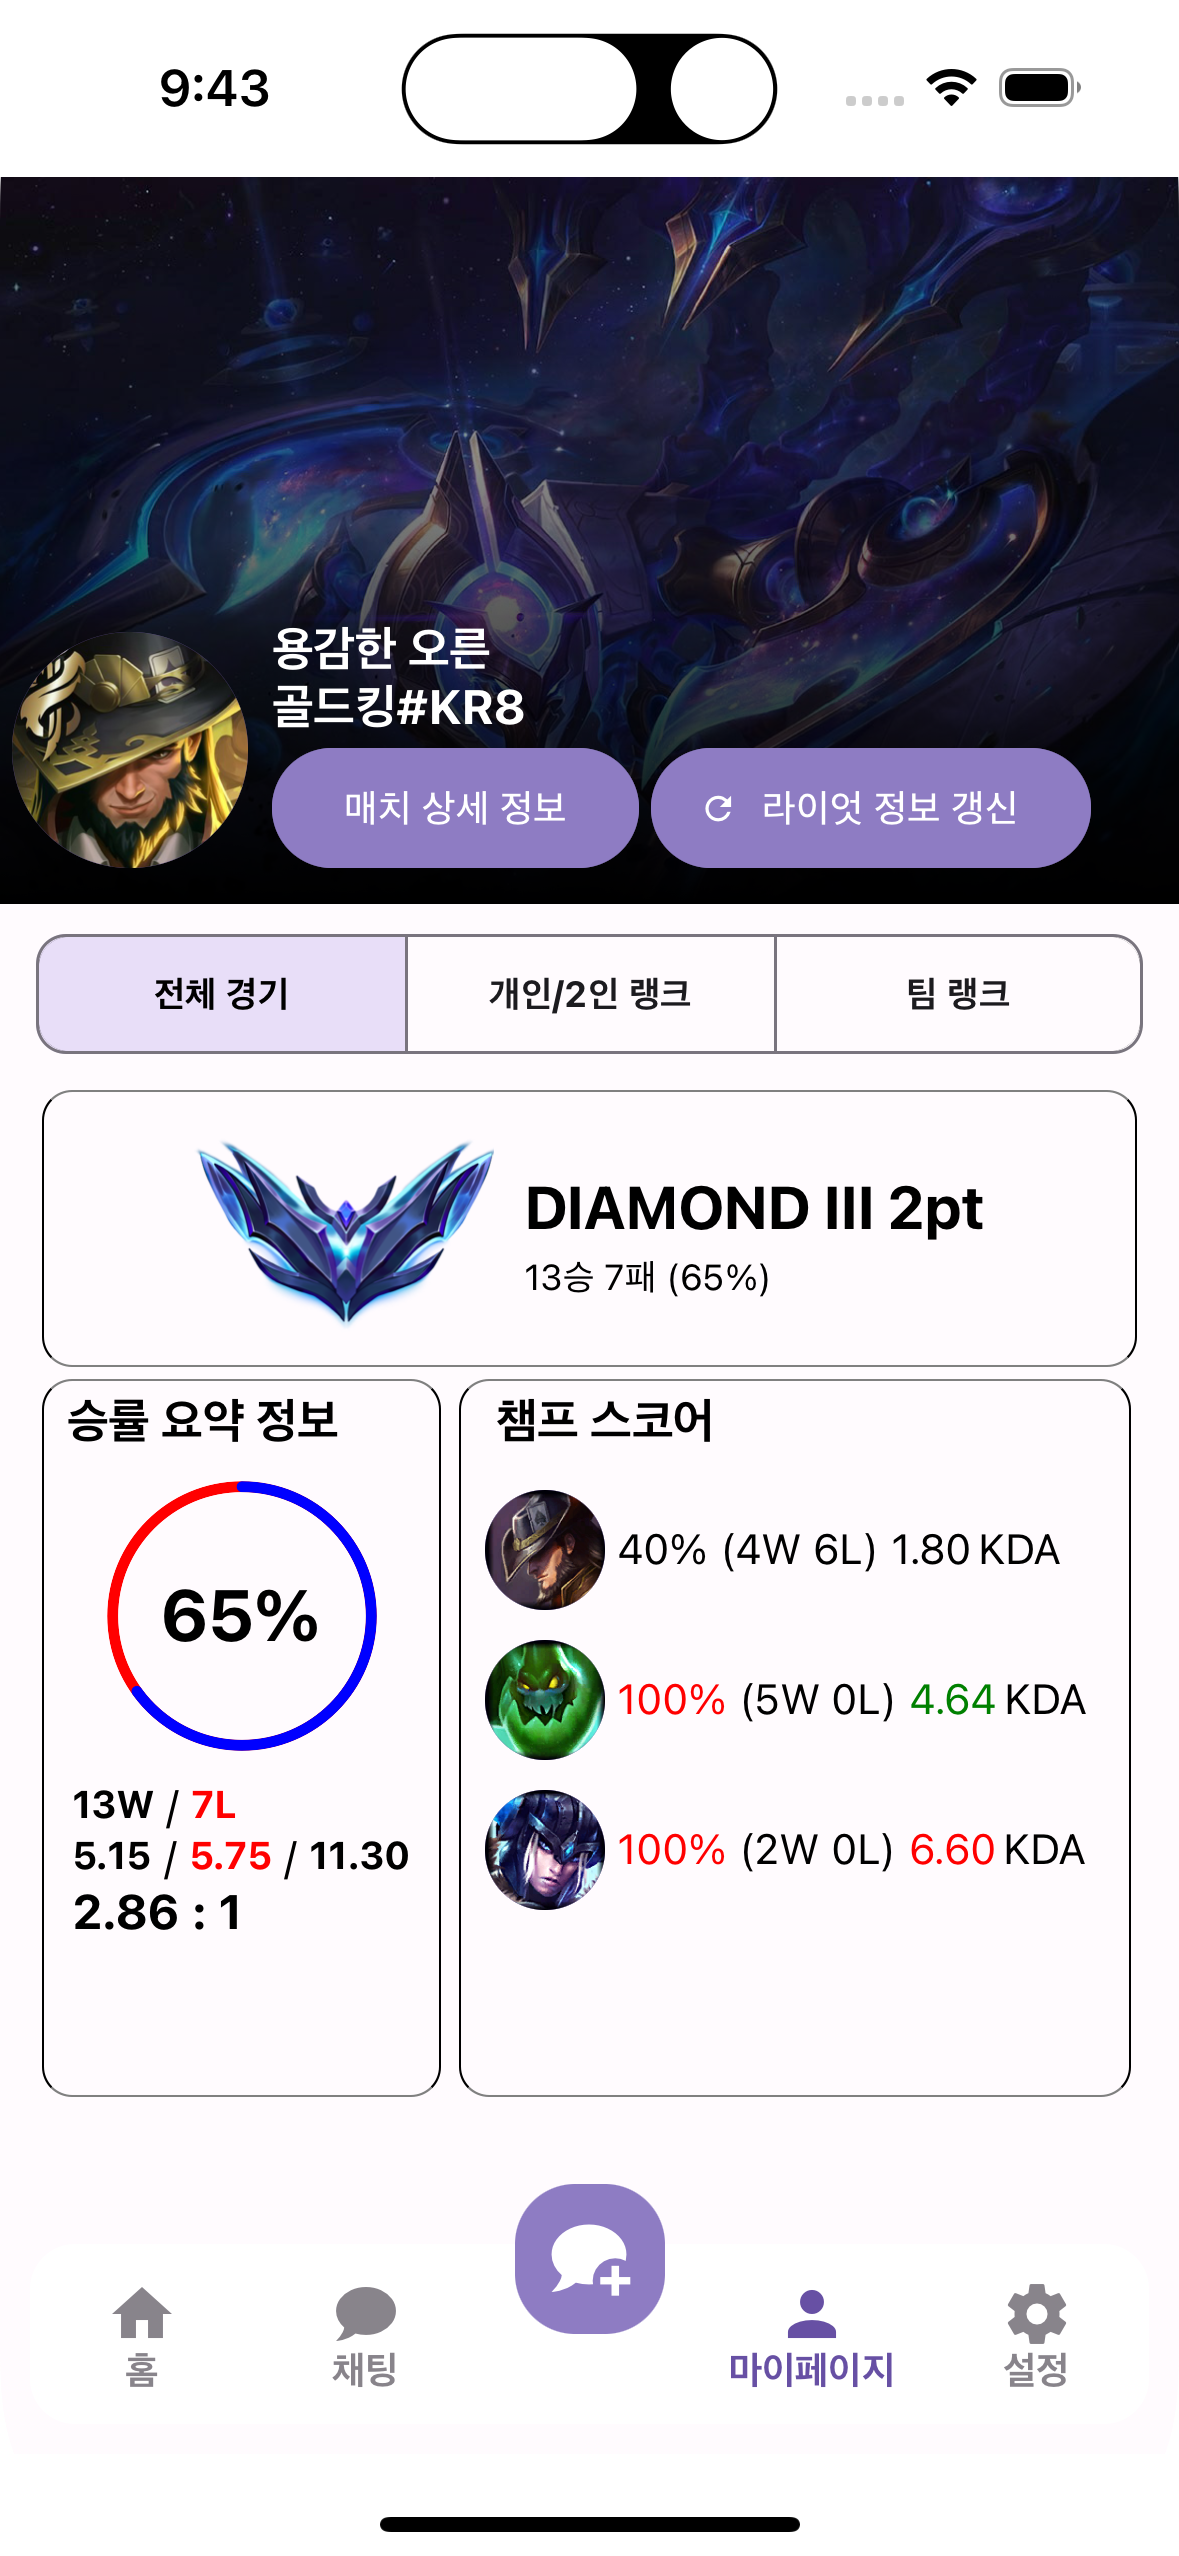 9:43
용감한 오른
골드킹#KR8
매치 상세 정보
라이엇 정보 갱신
전체 경기
개인/2인 랭크
팀 랭크
DIAMOND III 2pt
13승 7패 (65%)
승률 요약 정보
65%
13W / 7L
5.15 / 5.75 / 11.30
2.86 : 1
챔프 스코어
40% (4W 6L) 1.80 KDA
100% (5W 0L) 4.64 KDA
100% (2W 0L) 6.60 KDA
홈
채팅
마이페이지
설정